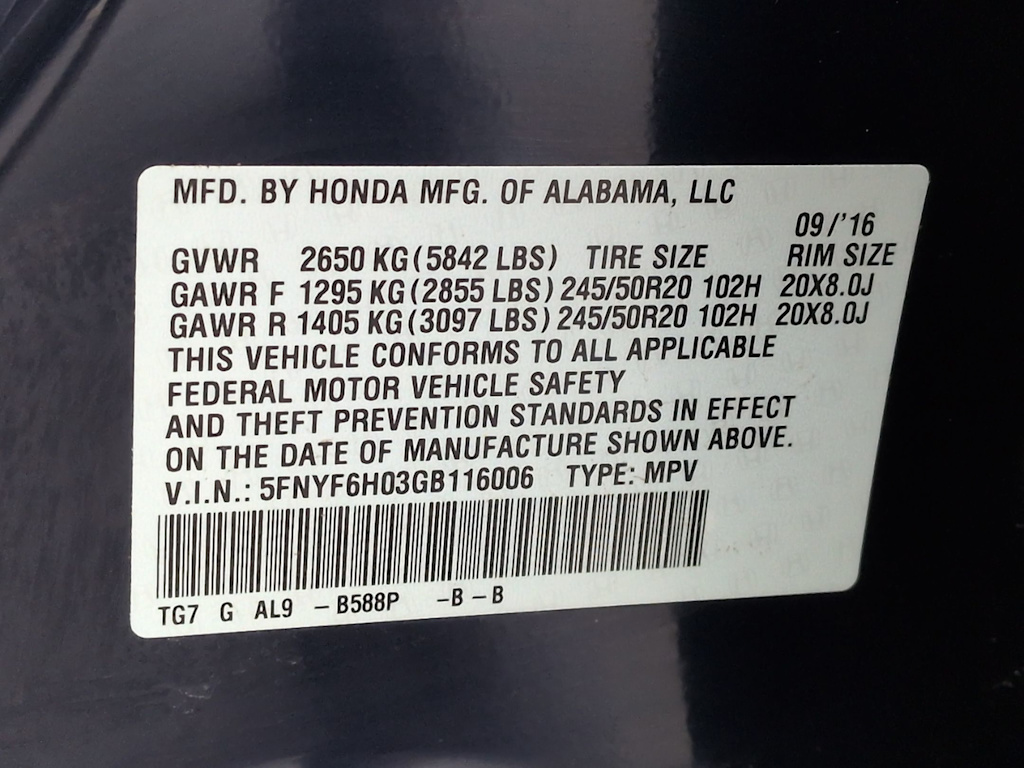 MFD. BY HONDA MFG. OF ALABAMA, LLC
09/'16
GVWR 2650 KG (5842 LBS) TIRE SIZE RIM SIZE
GAWR F 1295 KG (2855 LBS) 245/50R20 102H 20X8.0J
GAWR R 1405 KG (3097 LBS) 245/50R20 102H 20X8.0J
THIS VEHICLE CONFORMS TO ALL APPLICABLE
FEDERAL MOTOR VEHICLE SAFETY
AND THEFT PREVENTION STANDARDS IN EFFECT
ON THE DATE OF MANUFACTURE SHOWN ABOVE.
V.I.N.: 5FNYF6H03GB116006 TYPE: MPV
TG7 G AL9 - B588P - B - B